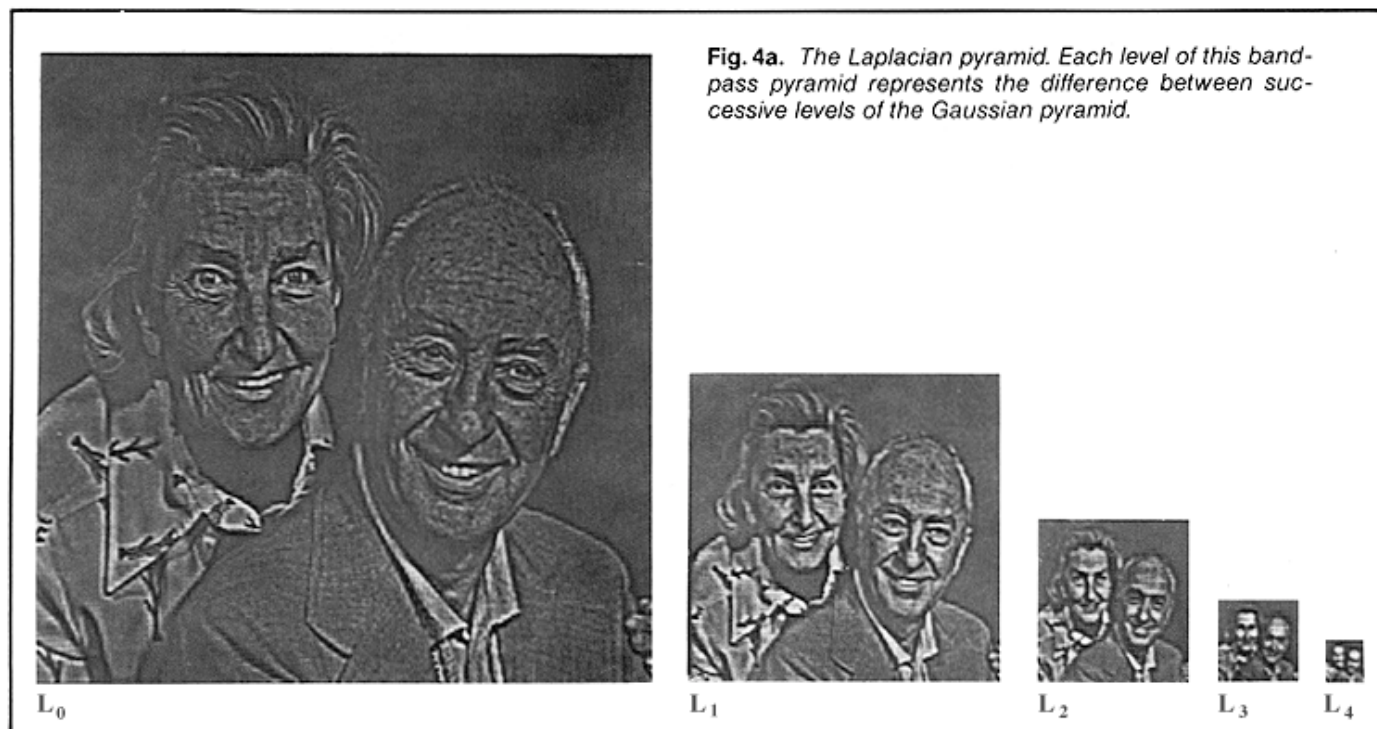 Fig. 4a. The Laplacian pyramid. Each level of this band-
pass pyramid represents the difference between suc-
cessive levels of the Gaussian pyramid.
L0
L1
L2
L3
L4